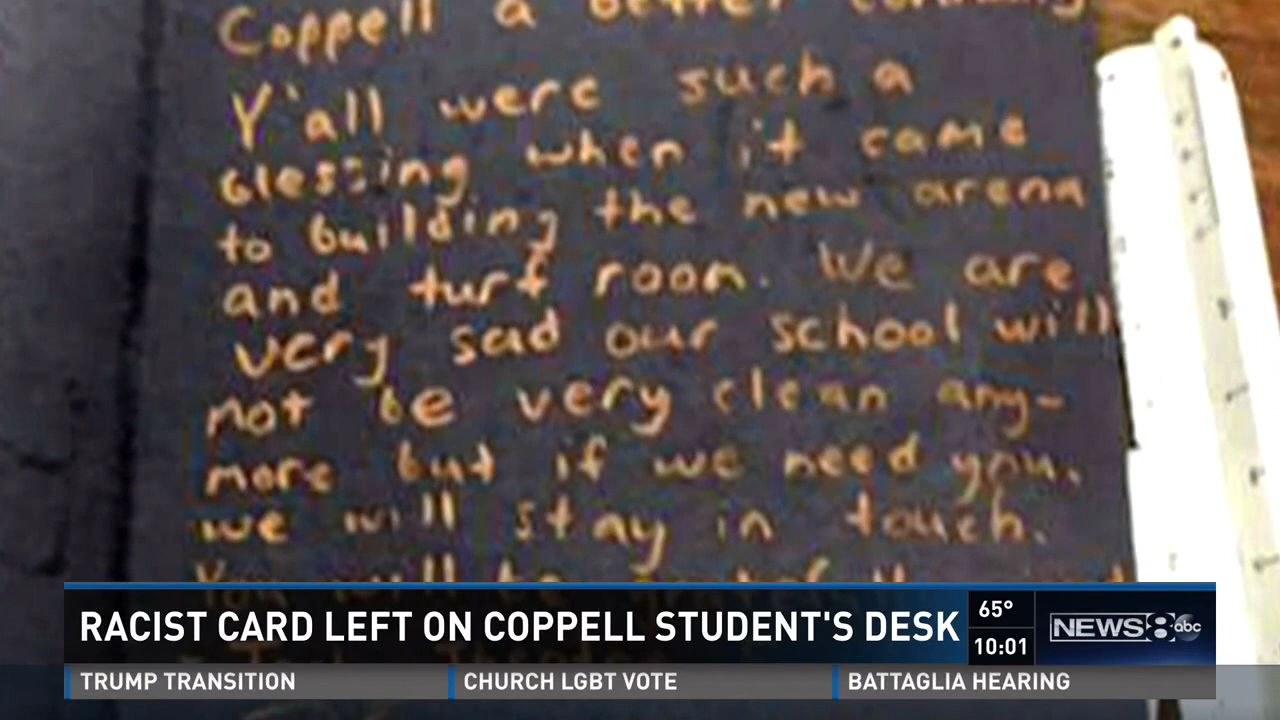 Coppell a better
Y'all were such a
blessing when it came
to building the new arena
and turf room. We are
very sad our school will
not be very clean any-
more but if we need you.
we will stay in touch.
You will
RACIST CARD LEFT ON COPPELL STUDENT'S DESK
65°
10:01
NEWS 8 abc
TRUMP TRANSITION
CHURCH LGBT VOTE
BATTAGLIA HEARING